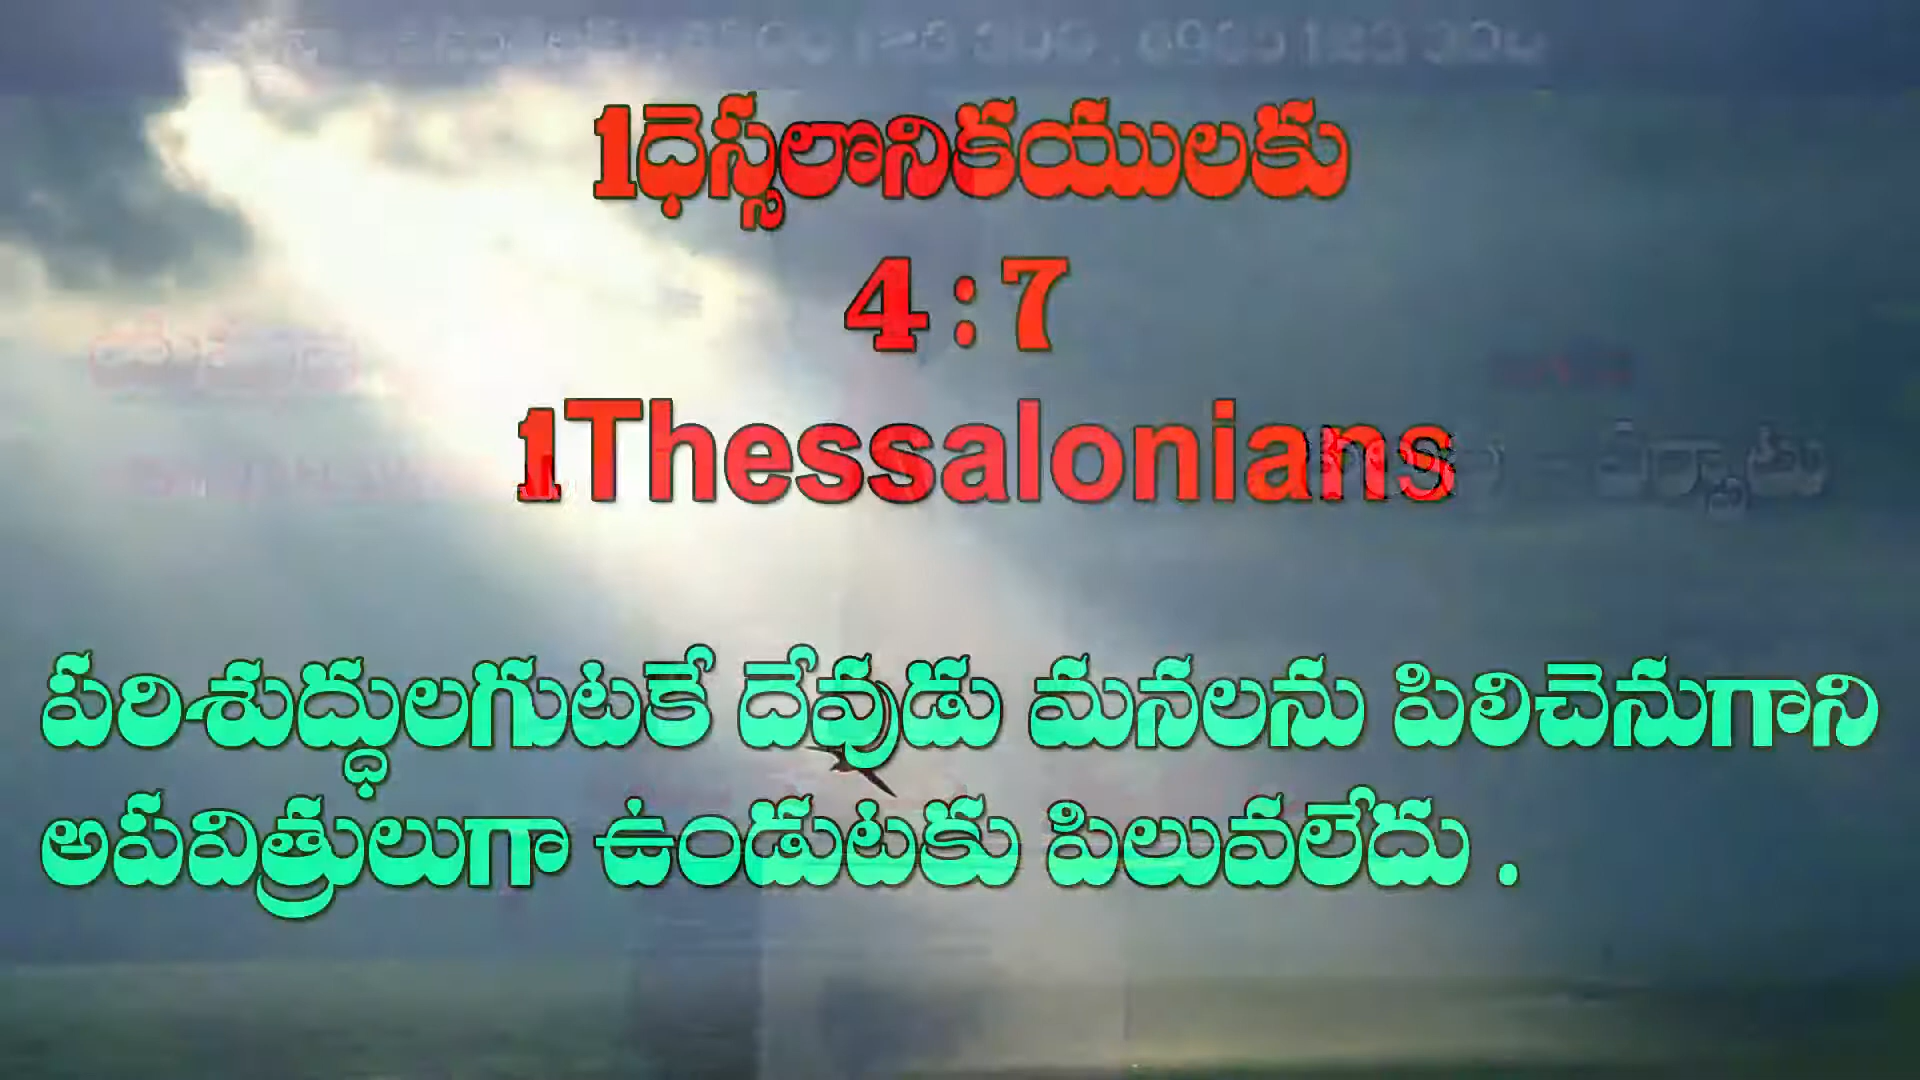 1థెస్సలొనికయులకు
4 : 7
1Thessalonians
పరిశుద్ధులగుటకే దేవుడు మనలను పిలిచెనుగాని
అపవిత్రులుగా ఉండుటకు పిలువలేదు .